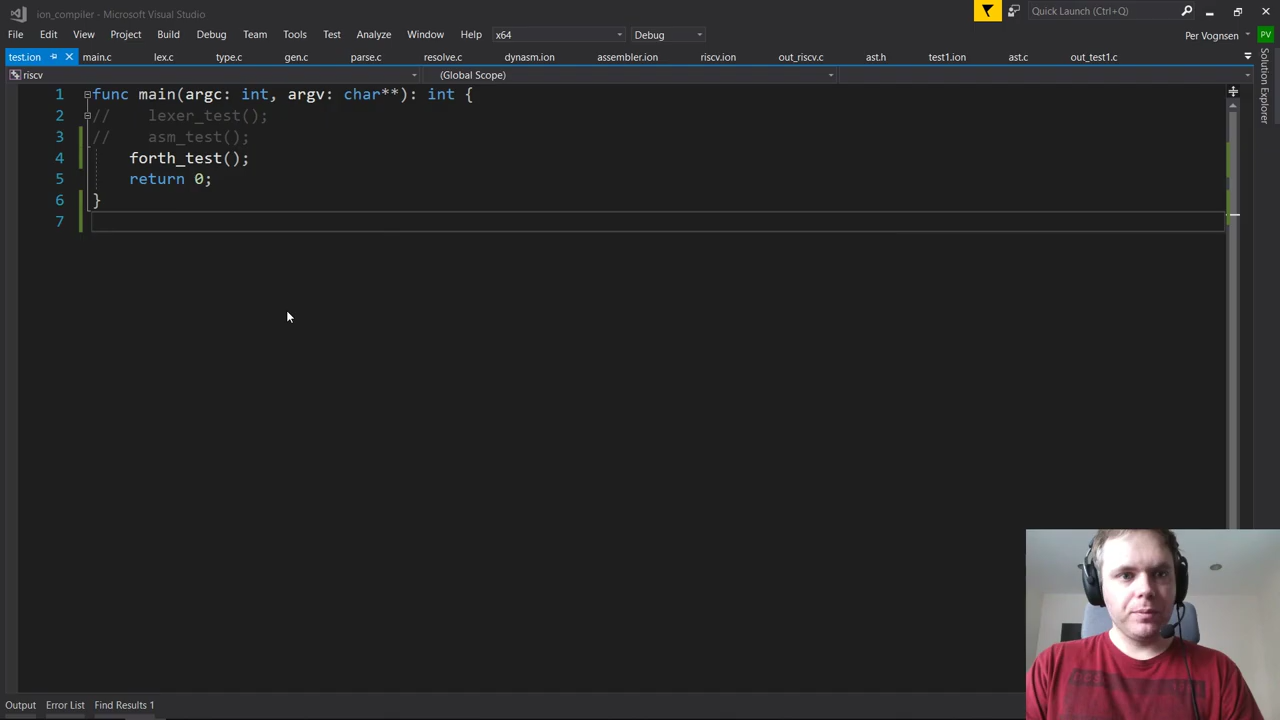 ion_compiler - Microsoft Visual Studio
Quick Launch (Ctrl+Q)
File Edit View Project Build Debug Team Tools Test Analyze Window Help x64 Debug
Per Vognsen PV
test.ion main.c lex.c type.c gen.c parse.c resolve.c dynasm.ion assembler.ion riscv.ion out_riscv.c ast.h test1.ion ast.c out_test1.c
riscv (Global Scope)
Solution Explorer
1 func main(argc: int, argv: char**): int {
2 //    lexer_test();
3 //    asm_test();
4     forth_test();
5     return 0;
6 }
7
Output Error List Find Results 1